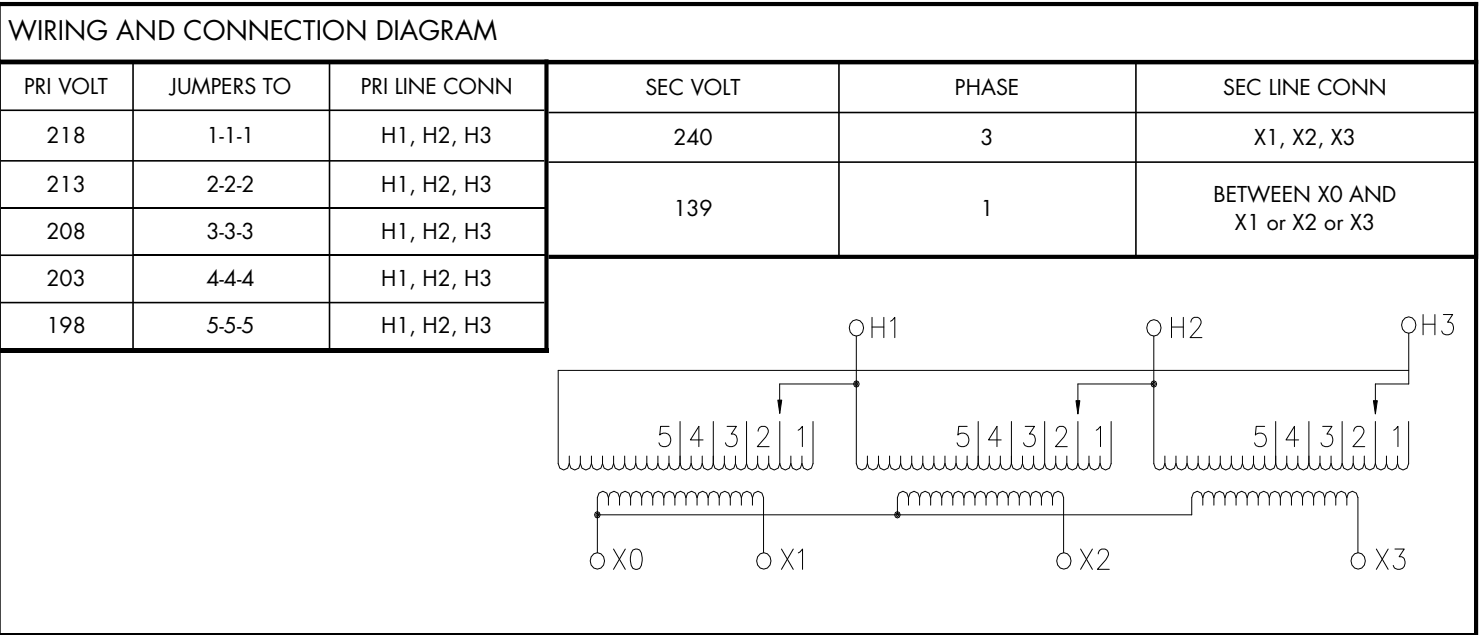 WIRING AND CONNECTION DIAGRAM
PRI VOLT JUMPERS TO PRI LINE CONN
218 1-1-1 H1, H2, H3
213 2-2-2 H1, H2, H3
208 3-3-3 H1, H2, H3
203 4-4-4 H1, H2, H3
198 5-5-5 H1, H2, H3
SEC VOLT PHASE SEC LINE CONN
240 3 X1, X2, X3
139 1 BETWEEN X0 AND
X1 or X2 or X3
H1 H2 H3
5 4 3 2 1 5 4 3 2 1 5 4 3 2 1
X0 X1 X2 X3